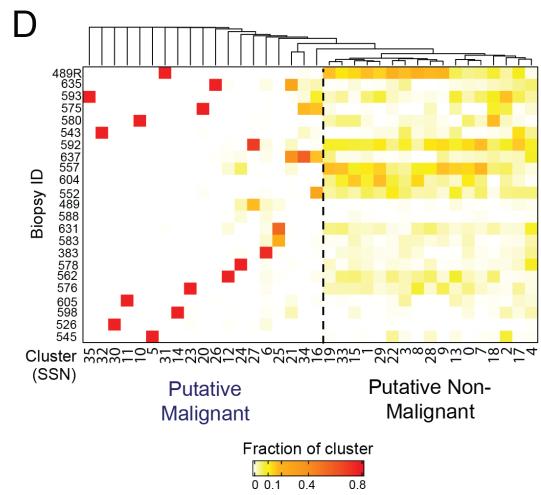 D
489R
635
593
575
580
543
592
637
557
604
552
489
588
631
583
383
578
562
576
605
598
526
545
Biopsy ID
Cluster (SSN)
35 32 30 11 10 5 31 14 23 20 26 12 24 27 6 25 21 34 16 19 33 15 1 29 22 3 8 28 9 13 0 7 18 2 17 4
Putative Malignant
Putative Non-
Malignant
Fraction of cluster
0 0.1 0.4 0.8